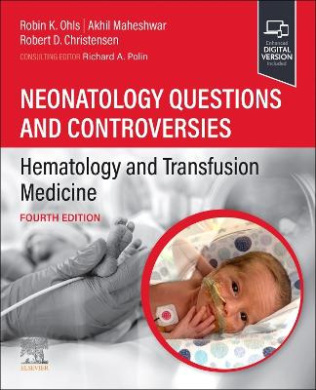 Robin K. Ohls | Akhil Maheshwar
Robert D. Christensen
CONSULTING EDITOR Richard A. Polin
Enhanced
DIGITAL
VERSION
Included
NEONATOLOGY QUESTIONS
AND CONTROVERSIES
Hematology and Transfusion
Medicine
FOURTH EDITION
ELSEVIER